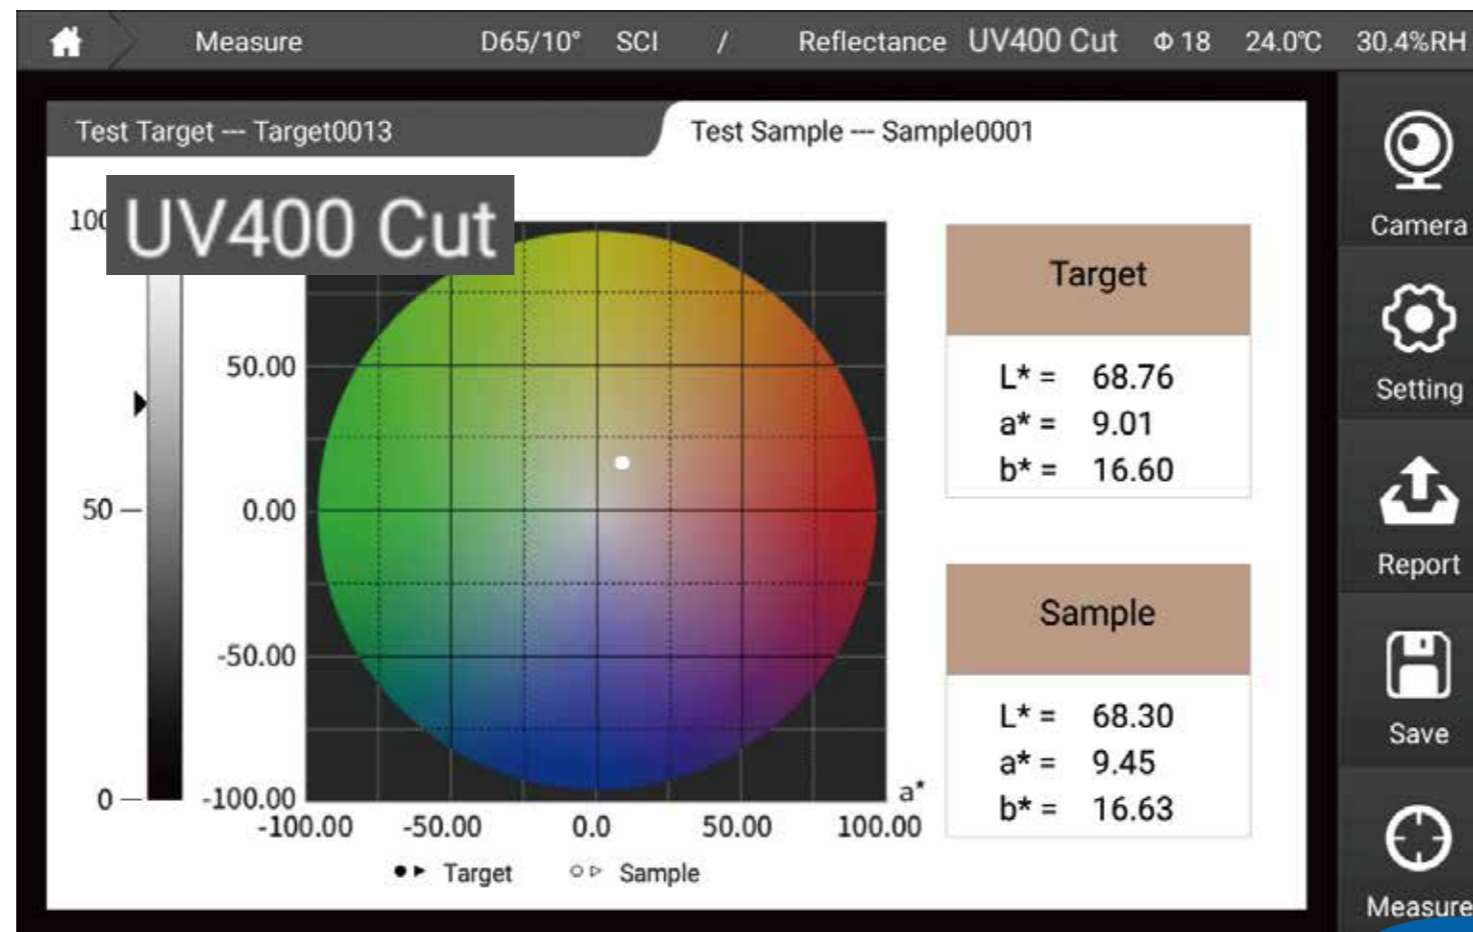 Measure D65/10° SCI / Reflectance UV400 Cut Φ 18 24.0℃ 30.4%RH
Test Target --- Target0013
Test Sample --- Sample0001
UV400 Cut
50
0
50.00
0.00
-50.00
-100.00
-100.00 -50.00 0.0 50.00 100.00
a*
Target
Sample
Target
L* = 68.76
a* = 9.01
b* = 16.60
Sample
L* = 68.30
a* = 9.45
b* = 16.63
Camera
Setting
Report
Save
Measure